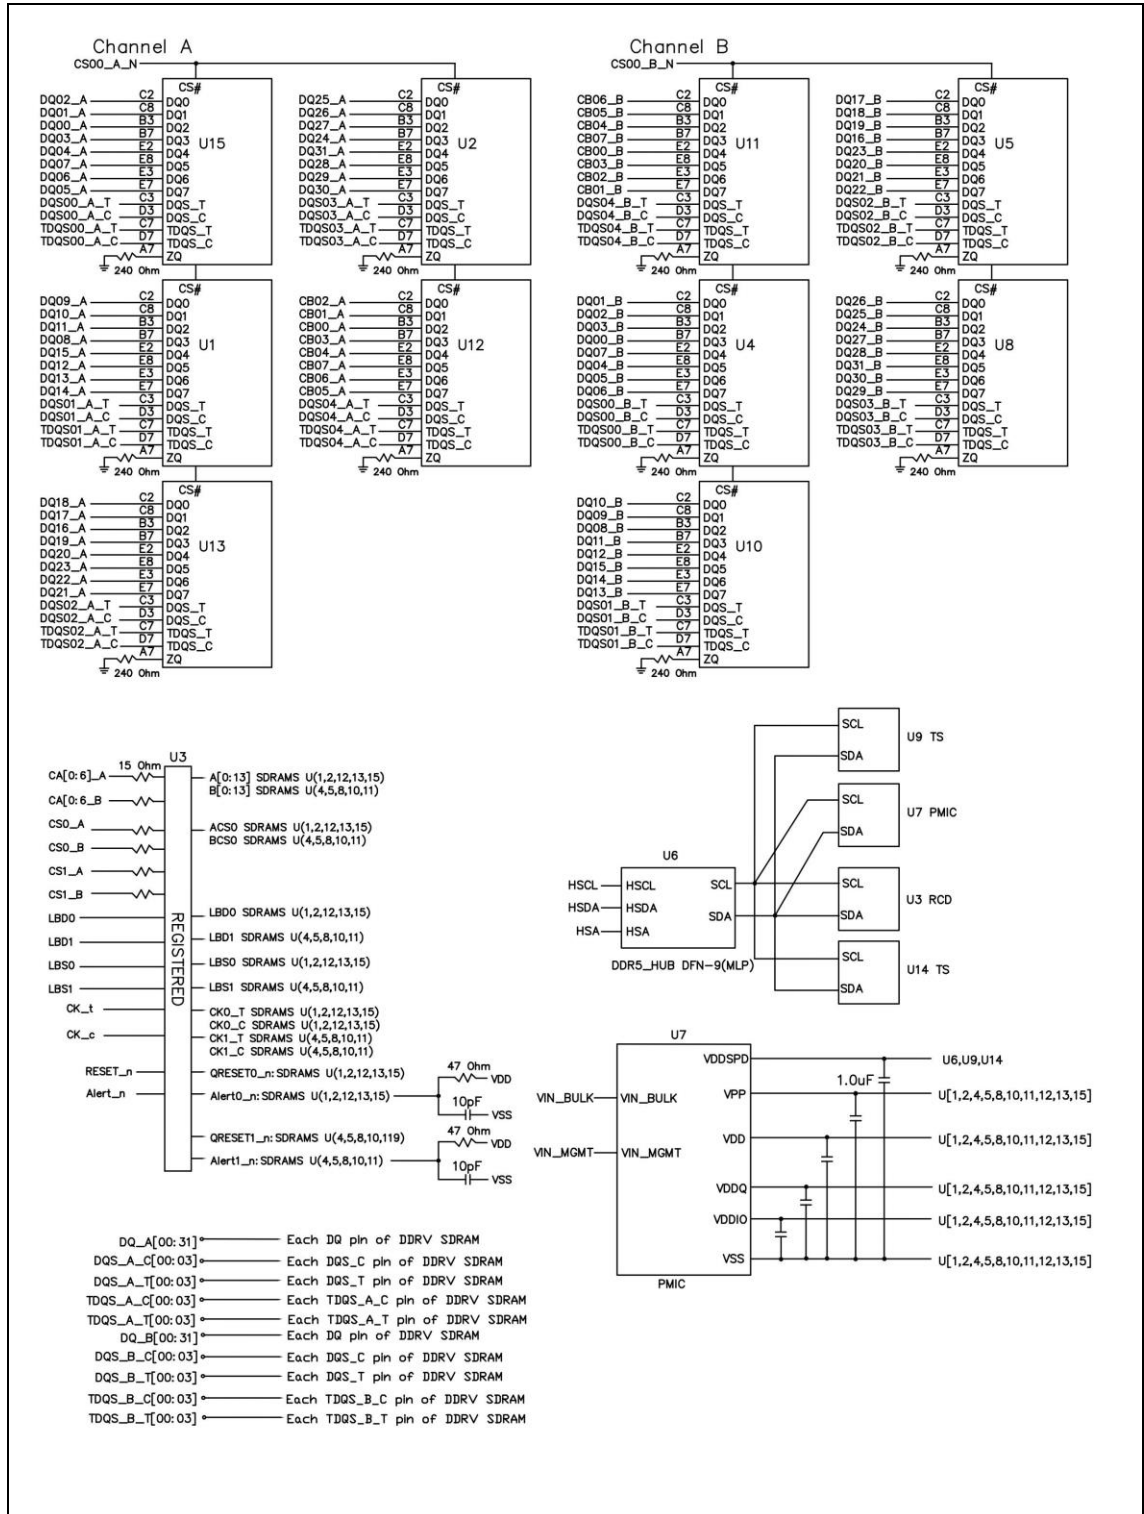 Channel A
CS00_A_N
CS#
DQ02_A C2 DQ0
DQ01_A C8 DQ1
DQ00_A B3 DQ2
DQ03_A B7 DQ3
U15
DQ04_A E2 DQ4
DQ07_A E8 DQ5
DQ06_A E3 DQ6
DQ05_A E7 DQ7
DQS00_A_T C3 DQS_T
DQS00_A_C D3 DQS_C
TDQS00_A_T C7 TDQS_T
TDQS00_A_C D7 TDQS_C
A7 ZQ
240 Ohm
CS#
DQ25_A C2 DQ0
DQ26_A C8 DQ1
DQ27_A B3 DQ2
DQ24_A B7 DQ3
U2
DQ31_A E2 DQ4
DQ28_A E8 DQ5
DQ29_A E3 DQ6
DQ30_A E7 DQ7
DQS03_A_T C3 DQS_T
DQS03_A_C D3 DQS_C
TDQS03_A_T C7 TDQS_T
TDQS03_A_C D7 TDQS_C
A7 ZQ
240 Ohm
CS#
DQ09_A C2 DQ0
DQ10_A C8 DQ1
DQ11_A B3 DQ2
DQ08_A B7 DQ3
U1
DQ15_A E2 DQ4
DQ12_A E8 DQ5
DQ13_A E3 DQ6
DQ14_A E7 DQ7
DQS01_A_T C3 DQS_T
DQS01_A_C D3 DQS_C
TDQS01_A_T C7 TDQS_T
TDQS01_A_C D7 TDQS_C
A7 ZQ
240 Ohm
CS#
CB02_A C2 DQ0
CB01_A C8 DQ1
CB00_A B3 DQ2
CB03_A B7 DQ3
U12
CB04_A E2 DQ4
CB07_A E8 DQ5
CB06_A E3 DQ6
CB05_A E7 DQ7
DQS04_A_T C3 DQS_T
DQS04_A_C D3 DQS_C
TDQS04_A_T C7 TDQS_T
TDQS04_A_C D7 TDQS_C
A7 ZQ
240 Ohm
CS#
DQ18_A C2 DQ0
DQ17_A C8 DQ1
DQ16_A B3 DQ2
DQ19_A B7 DQ3
U13
DQ20_A E2 DQ4
DQ23_A E8 DQ5
DQ22_A E3 DQ6
DQ21_A E7 DQ7
DQS02_A_T C3 DQS_T
DQS02_A_C D3 DQS_C
TDQS02_A_T C7 TDQS_T
TDQS02_A_C D7 TDQS_C
A7 ZQ
240 Ohm
Channel B
CS00_B_N
CS#
CB06_B C2 DQ0
CB05_B C8 DQ1
CB04_B B3 DQ2
CB07_B B7 DQ3
U11
CB00_B E2 DQ4
CB03_B E8 DQ5
CB02_B E3 DQ6
CB01_B E7 DQ7
DQS04_B_T C3 DQS_T
DQS04_B_C D3 DQS_C
TDQS04_B_T C7 TDQS_T
TDQS04_B_C D7 TDQS_C
A7 ZQ
240 Ohm
CS#
DQ17_B C2 DQ0
DQ18_B C8 DQ1
DQ19_B B3 DQ2
DQ16_B B7 DQ3
U5
DQ23_B E2 DQ4
DQ20_B E8 DQ5
DQ21_B E3 DQ6
DQ22_B E7 DQ7
DQS02_B_T C3 DQS_T
DQS02_B_C D3 DQS_C
TDQS02_B_T C7 TDQS_T
TDQS02_B_C D7 TDQS_C
A7 ZQ
240 Ohm
CS#
DQ01_B C2 DQ0
DQ02_B C8 DQ1
DQ03_B B3 DQ2
DQ00_B B7 DQ3
U4
DQ07_B E2 DQ4
DQ04_B E8 DQ5
DQ05_B E3 DQ6
DQ06_B E7 DQ7
DQS00_B_T C3 DQS_T
DQS00_B_C D3 DQS_C
TDQS00_B_T C7 TDQS_T
TDQS00_B_C D7 TDQS_C
A7 ZQ
240 Ohm
CS#
DQ26_B C2 DQ0
DQ25_B C8 DQ1
DQ24_B B3 DQ2
DQ27_B B7 DQ3
U8
DQ28_B E2 DQ4
DQ31_B E8 DQ5
DQ30_B E3 DQ6
DQ29_B E7 DQ7
DQS03_B_T C3 DQS_T
DQS03_B_C D3 DQS_C
TDQS03_B_T C7 TDQS_T
TDQS03_B_C D7 TDQS_C
A7 ZQ
240 Ohm
CS#
DQ10_B C2 DQ0
DQ09_B C8 DQ1
DQ08_B B3 DQ2
DQ11_B B7 DQ3
U10
DQ12_B E2 DQ4
DQ15_B E8 DQ5
DQ14_B E3 DQ6
DQ13_B E7 DQ7
DQS01_B_T C3 DQS_T
DQS01_B_C D3 DQS_C
TDQS01_B_T C7 TDQS_T
TDQS01_B_C D7 TDQS_C
A7 ZQ
240 Ohm
U3
15 Ohm
CA[0:6]_A
CA[0:6_B
CS0_A
CS0_B
CS1_A
CS1_B
LBD0
LBD1
LBS0
LBS1
CK_t
CK_c
RESET_n
Alert_n
REGISTERED
A[0:13] SDRAMS U(1,2,12,13,15)
B[0:13] SDRAMS U(4,5,8,10,11)
ACS0 SDRAMS U(1,2,12,13,15)
BCS0 SDRAMS U(4,5,8,10,11)
LBD0 SDRAMS U(1,2,12,13,15)
LBD1 SDRAMS U(4,5,8,10,11)
LBS0 SDRAMS U(1,2,12,13,15)
LBS1 SDRAMS U(4,5,8,10,11)
CK0_T SDRAMS U(1,2,12,13,15)
CK0_C SDRAMS U(1,2,12,13,15)
CK1_T SDRAMS U(4,5,8,10,11)
CK1_C SDRAMS U(4,5,8,10,11)
QRESET0_n: SDRAMS U(1,2,12,13,15)
Alert0_n: SDRAMS U(1,2,12,13,15)
47 Ohm
VDD
10pF
VSS
QRESET1_n: SDRAMS U(4,5,8,10,119)
Alert1_n: SDRAMS U(4,5,8,10,11)
47 Ohm
VDD
10pF
VSS
U6
HSCL HSCL SCL
HSDA HSDA SDA
HSA HSA
DDR5_HUB DFN-9(MLP)
SCL
SDA
U9 TS
SCL
SDA
U7 PMIC
SCL
SDA
U3 RCD
SCL
SDA
U14 TS
U7
VIN_BULK VIN_BULK
VIN_MGMT VIN_MGMT
VDDSPD U6,U9,U14
1.0uF
VPP U[1,2,4,5,8,10,11,12,13,15]
VDD U[1,2,4,5,8,10,11,12,13,15]
VDDQ U[1,2,4,5,8,10,11,12,13,15]
VDDIO U[1,2,4,5,8,10,11,12,13,15]
VSS U[1,2,4,5,8,10,11,12,13,15]
PMIC
DQ_A[00:31] Each DQ pin of DDRV SDRAM
DQS_A_C[00:03] Each DQS_C pin of DDRV SDRAM
DQS_A_T[00:03] Each DQS_T pin of DDRV SDRAM
TDQS_A_C[00:03] Each TDQS_A_C pin of DDRV SDRAM
TDQS_A_T[00:03] Each TDQS_A_T pin of DDRV SDRAM
DQ_B[00:31] Each DQ pin of DDRV SDRAM
DQS_B_C[00:03] Each DQS_C pin of DDRV SDRAM
DQS_B_T[00:03] Each DQS_T pin of DDRV SDRAM
TDQS_B_C[00:03] Each TDQS_B_C pin of DDRV SDRAM
TDQS_B_T[00:03] Each TDQS_B_T pin of DDRV SDRAM